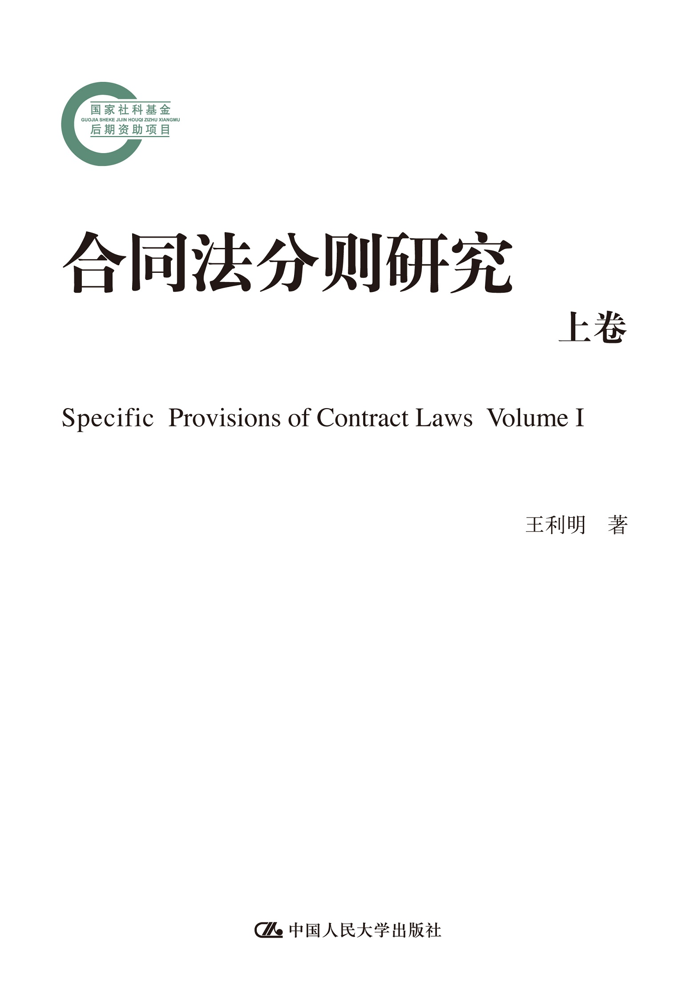 国家社科基金
GUOJIA SHEKE JIJIN HOUQI ZIZHU XIANGMU
后期资助项目
合同法分则研究
上卷
Specific Provisions of Contract Laws Volume I
王利明 著
中国人民大学出版社